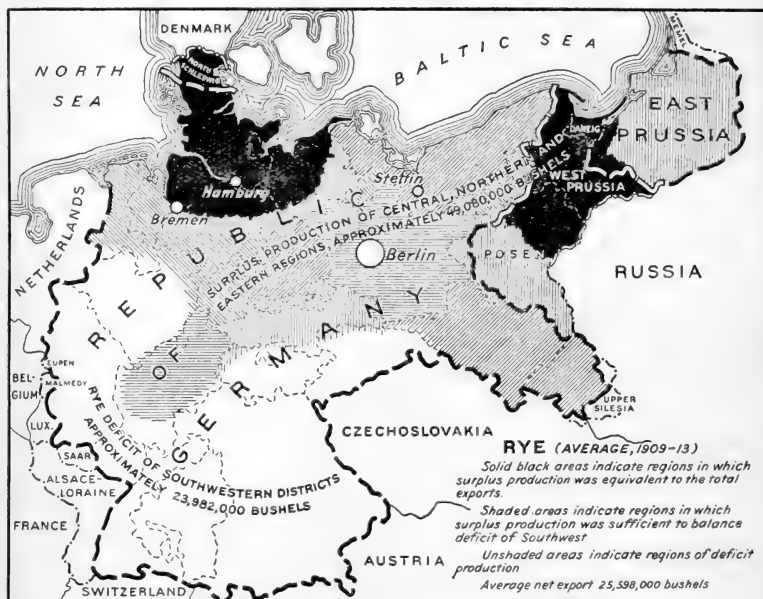 DENMARK
NORTH
SEA
BALTIC SEA
NORTH
SCHLESWIG
MEMEL
EAST
PRUSSIA
DANZIG
WEST
PRUSSIA
Hamburg
Stettin
Bremen
NETHERLANDS
REPUBLIC
OF
GERMANY
SURPLUS PRODUCTION OF CENTRAL, NORTHERN AND
EASTERN REGIONS, APPROXIMATELY 49,080,000 BUSHELS
Berlin
POSEN
RUSSIA
EUPEN
MALMEDY
BEL-
GIUM
LUX.
SAAR
ALSACE-
LORAINE
FRANCE
RYE DEFICIT OF SOUTHWESTERN DISTRICTS
APPROXIMATELY 23,982,000 BUSHELS
UPPER
SILESIA
CZECHOSLOVAKIA
AUSTRIA
SWITZERLAND
RYE (AVERAGE, 1909-13)
Solid black areas indicate regions in which
surplus production was equivalent to the total
exports.
Shaded areas indicate regions in which
surplus production was sufficient to balance
deficit of Southwest
Unshaded areas indicate regions of deficit
production
Average net export 25,598,000 bushels